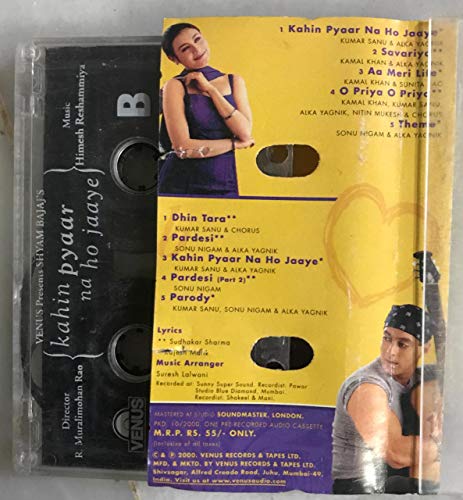 VENUS Presents SHYAM BAJAJ'S
kahin pyaar
na ho jaaye
Music
Himesh Reshammiya
Director
R. Muralimohan Rao
B
VENUS
1 Kahin Pyaar Na Ho Jaaye*
KUMAR SANU & ALKA YAGNIK
2 Savariya**
KAMAL KHAN & ALKA YAGNIK
3 Aa Meri Life*
KAMAL KHAN & SUNITA RAO
4 O Priya O Priya**
KAMAL KHAN, KUMAR SANU,
ALKA YAGNIK, NITIN MUKESH & CHORUS
5 Theme*
SONU NIGAM & ALKA YAGNIK
1 Dhin Tara**
KUMAR SANU & CHORUS
2 Pardesi**
SONU NIGAM & ALKA YAGNIK
3 Kahin Pyaar Na Ho Jaaye*
KUMAR SANU & ALKA YAGNIK
4 Pardesi (Part 2)**
SONU NIGAM
5 Parody*
KUMAR SANU, SONU NIGAM & ALKA YAGNIK
Lyrics
** Sudhakar Sharma
Music Arranger
Suresh Lalwani
Recorded at: Sunny Super Sound, Recordist. Pawar
Studio Blue Diamond, Mumbai.
Recordist. Shakeel & Mani.
MASTERED AT STUDIO SOUNDMASTER, LONDON.
PKD. 10/2000. ONE PRE-RECORDED AUDIO CASSETTE
M.R.P. RS. 55/- ONLY.
(inclusive of all taxes)
© & ℗ 2000. VENUS RECORDS & TAPES LTD.
MFD. & MKTD. BY VENUS RECORDS & TAPES LTD.
Shivsagar, Alfred Creado Road, Juhu, Mumbai-49,
India. Visit us at www.venusaudio.com